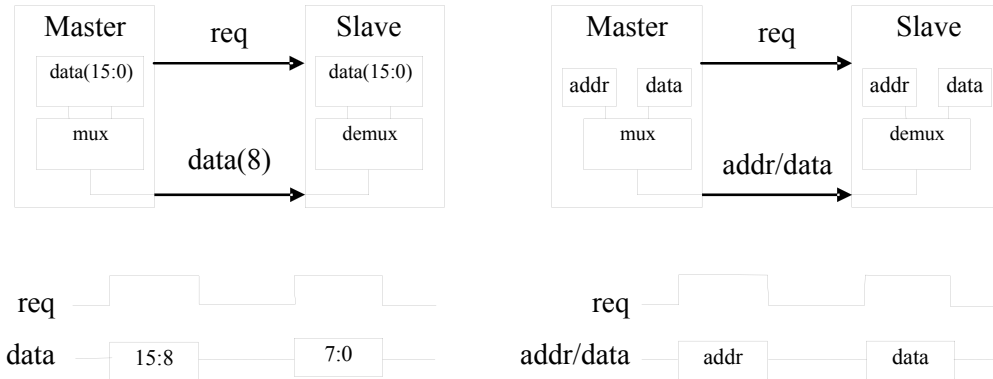 Master
req
Slave
data(15:0)
data(15:0)
mux
demux
data(8)
req
data
15:8
7:0
Master
req
Slave
addr
data
addr
data
mux
demux
addr/data
req
addr/data
addr
data